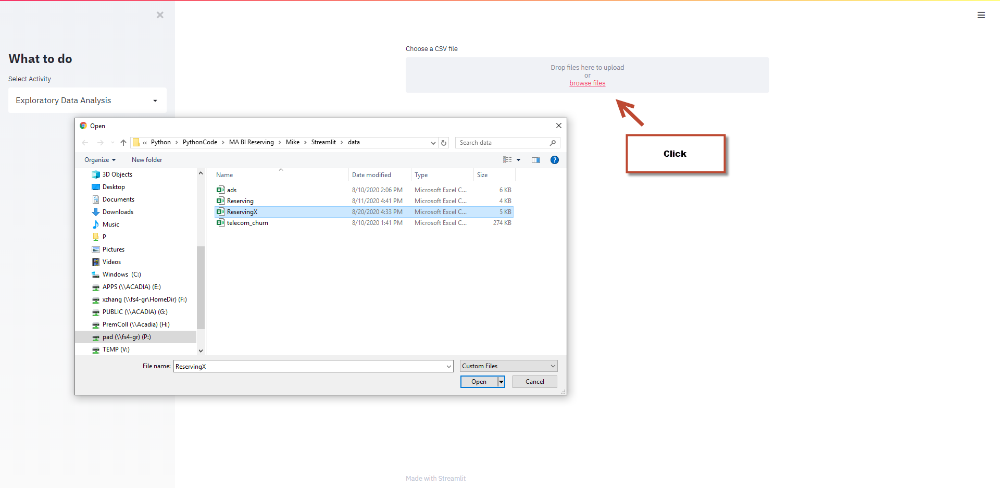 What to do
Select Activity
Exploratory Data Analysis
Choose a CSV file
Drop files here to upload
or
browse files
Click
Open
« Python > PythonCode > MA BI Reserving > Mike > Streamlit > data
Search data
Organize
New folder
3D Objects
Desktop
Documents
Downloads
Music
P
Pictures
Videos
Windows (C:)
APPS (\\ACADIA) (E:)
xzhang (\\fs4-gr\HomeDir) (F:)
PUBLIC (\\ACADIA) (G:)
PremColl (\\Acadia) (H:)
pad (\\fs4-gr) (P:)
TEMP (V:)
Name Date modified Type Size
ads 8/10/2020 2:06 PM Microsoft Excel C... 6 KB
Reserving 8/11/2020 4:41 PM Microsoft Excel C... 4 KB
ReservingX 8/20/2020 4:33 PM Microsoft Excel C... 5 KB
telecom_churn 8/10/2020 1:41 PM Microsoft Excel C... 274 KB
File name: ReservingX
Custom Files
Open
Cancel
Made with Streamlit